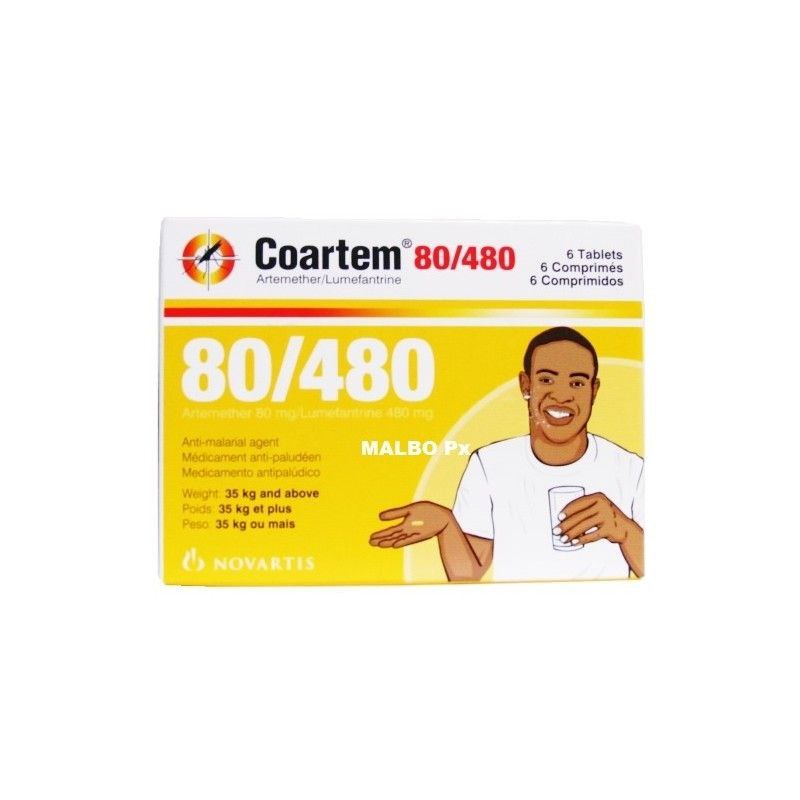 Coartem® 80/480
Artemether/Lumefantrine
6 Tablets
6 Comprimés
6 Comprimidos
80/480
Artemether 80 mg/Lumefantrine 480 mg
Anti-malarial agent
Médicament anti-paludéen
Medicamento antipalúdico
MALBO Px
Weight: 35 kg and above
Poids: 35 kg et plus
Peso: 35 kg ou mais
NOVARTIS